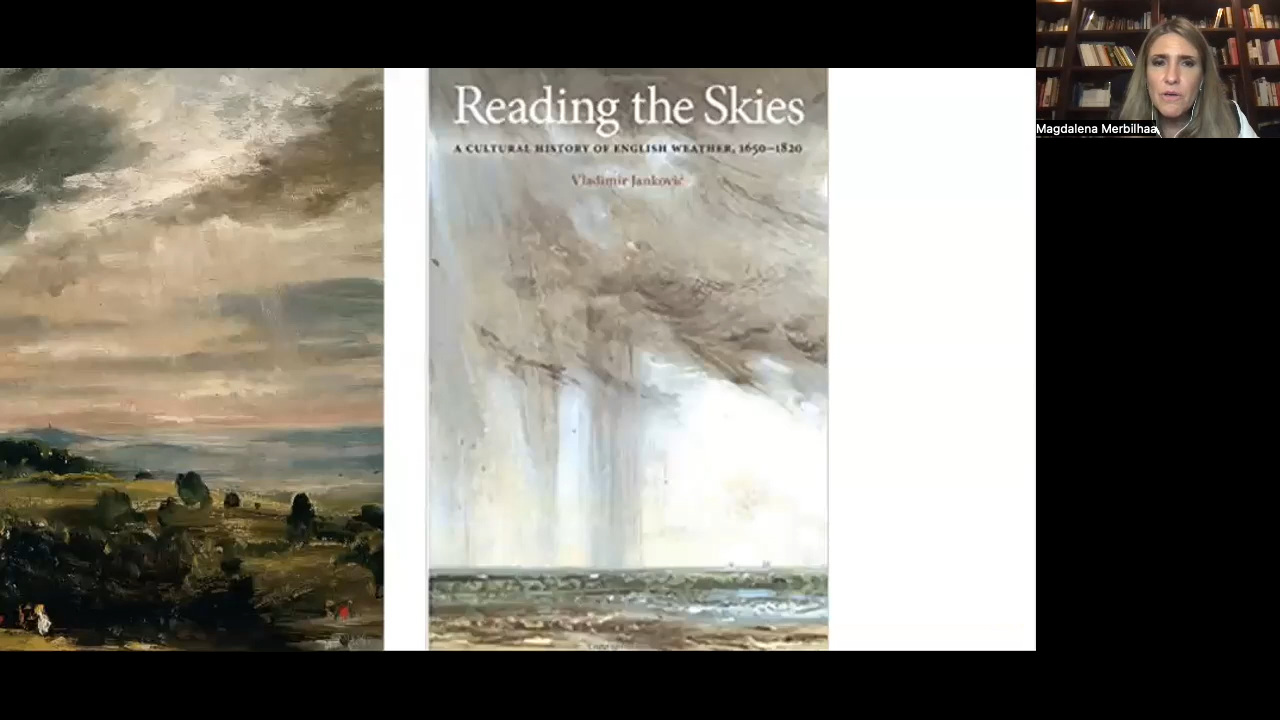 Reading the Skies
A CULTURAL HISTORY OF ENGLISH WEATHER, 1650–1820
Vladimir Janković
Magdalena Merbilhaa